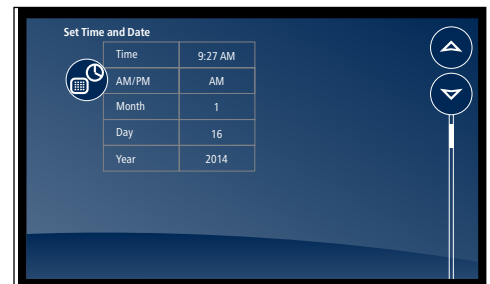 Set Time and Date
Time 9:27 AM
AM/PM AM
Month 1
Day 16
Year 2014